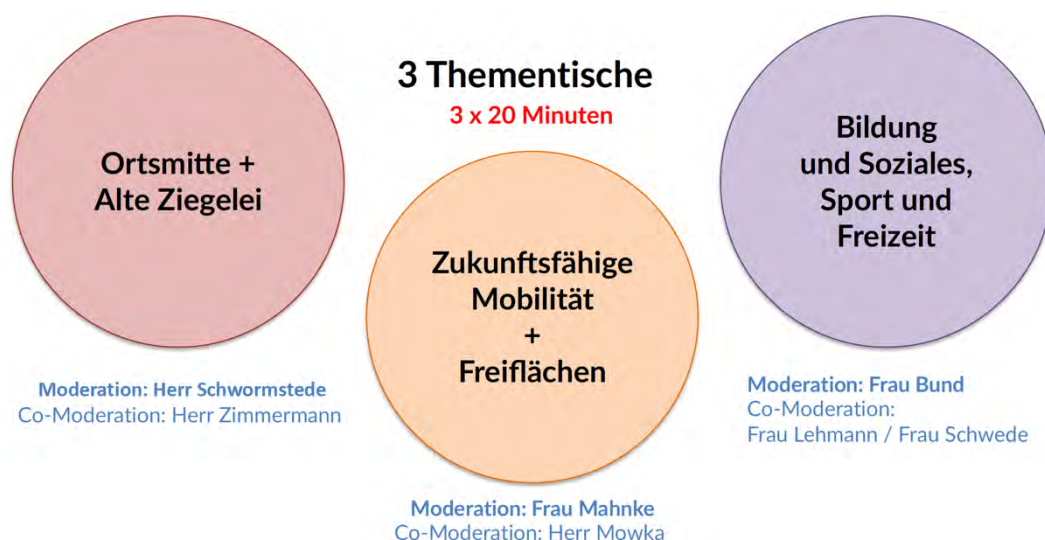 3 Thementische
3 x 20 Minuten
Ortsmitte +
Alte Ziegelei
Moderation: Herr Schwormstede
Co-Moderation: Herr Zimmermann
Zukunftsfähige
Mobilität
+
Freiflächen
Moderation: Frau Mahnke
Co-Moderation: Herr Mowka
Bildung
und Soziales,
Sport und
Freizeit
Moderation: Frau Bund
Co-Moderation:
Frau Lehmann / Frau Schwede